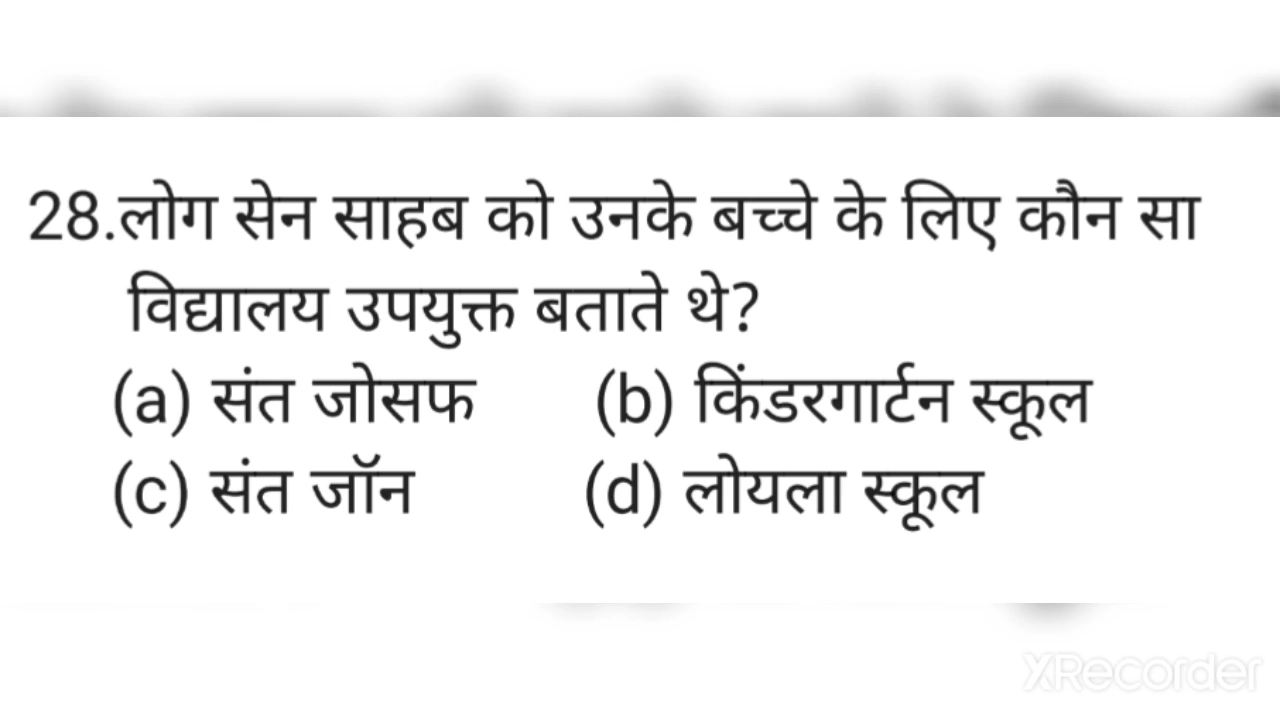 28.लोग सेन साहब को उनके बच्चे के लिए कौन सा
विद्यालय उपयुक्त बताते थे?
(a) संत जोसफ (b) किंडरगार्टन स्कूल
(c) संत जॉन (d) लोयला स्कूल
XRecorder